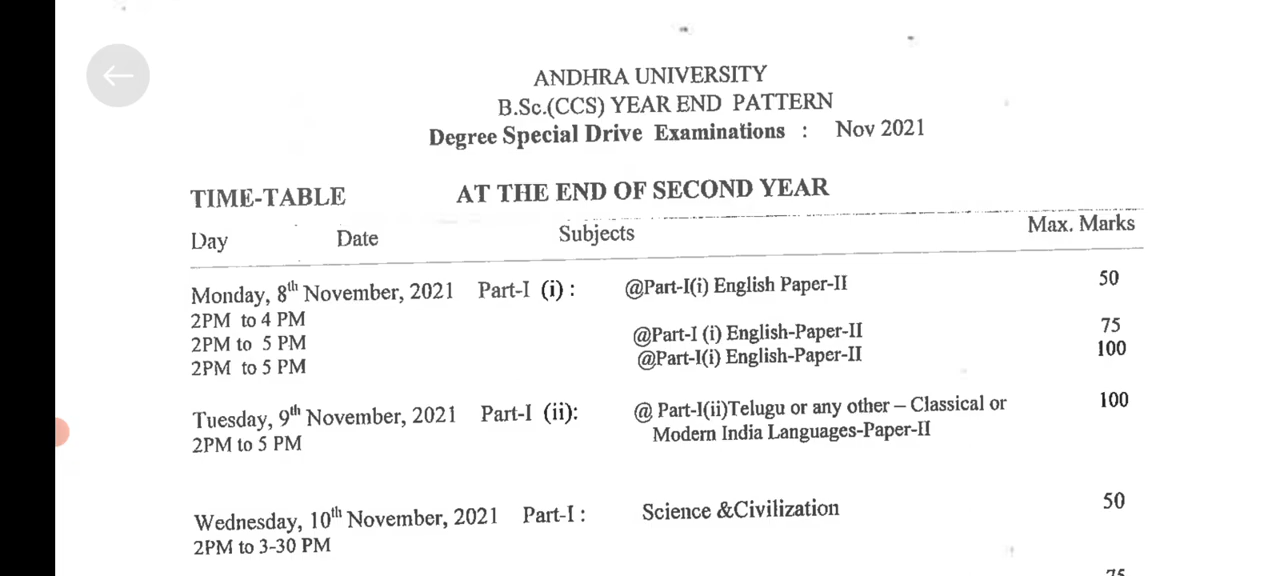 ANDHRA UNIVERSITY
B.Sc.(CCS) YEAR END PATTERN
Degree Special Drive Examinations : Nov 2021
TIME-TABLE AT THE END OF SECOND YEAR
Day Date Subjects Max. Marks
Monday, 8th November, 2021 Part-I (i) : @Part-I(i) English Paper-II 50
2PM to 4 PM
2PM to 5 PM @Part-I (i) English-Paper-II 75
2PM to 5 PM @Part-I(i) English-Paper-II 100
Tuesday, 9th November, 2021 Part-I (ii): @ Part-I(ii)Telugu or any other – Classical or 100
2PM to 5 PM Modern India Languages-Paper-II
Wednesday, 10th November, 2021 Part-I : Science &Civilization 50
2PM to 3-30 PM